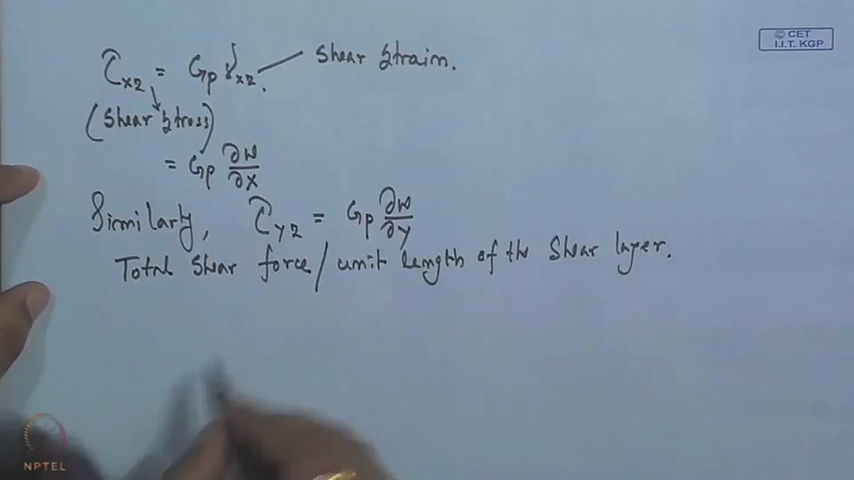 © CET
I.I.T. KGP
τxz = Gp γxz. Shear Strain.
(Shear Stress)
= Gp ∂w/∂x
Similarly, τyz = Gp ∂w/∂y
Total Shear force/unit length of the Shear layer.
NPTEL